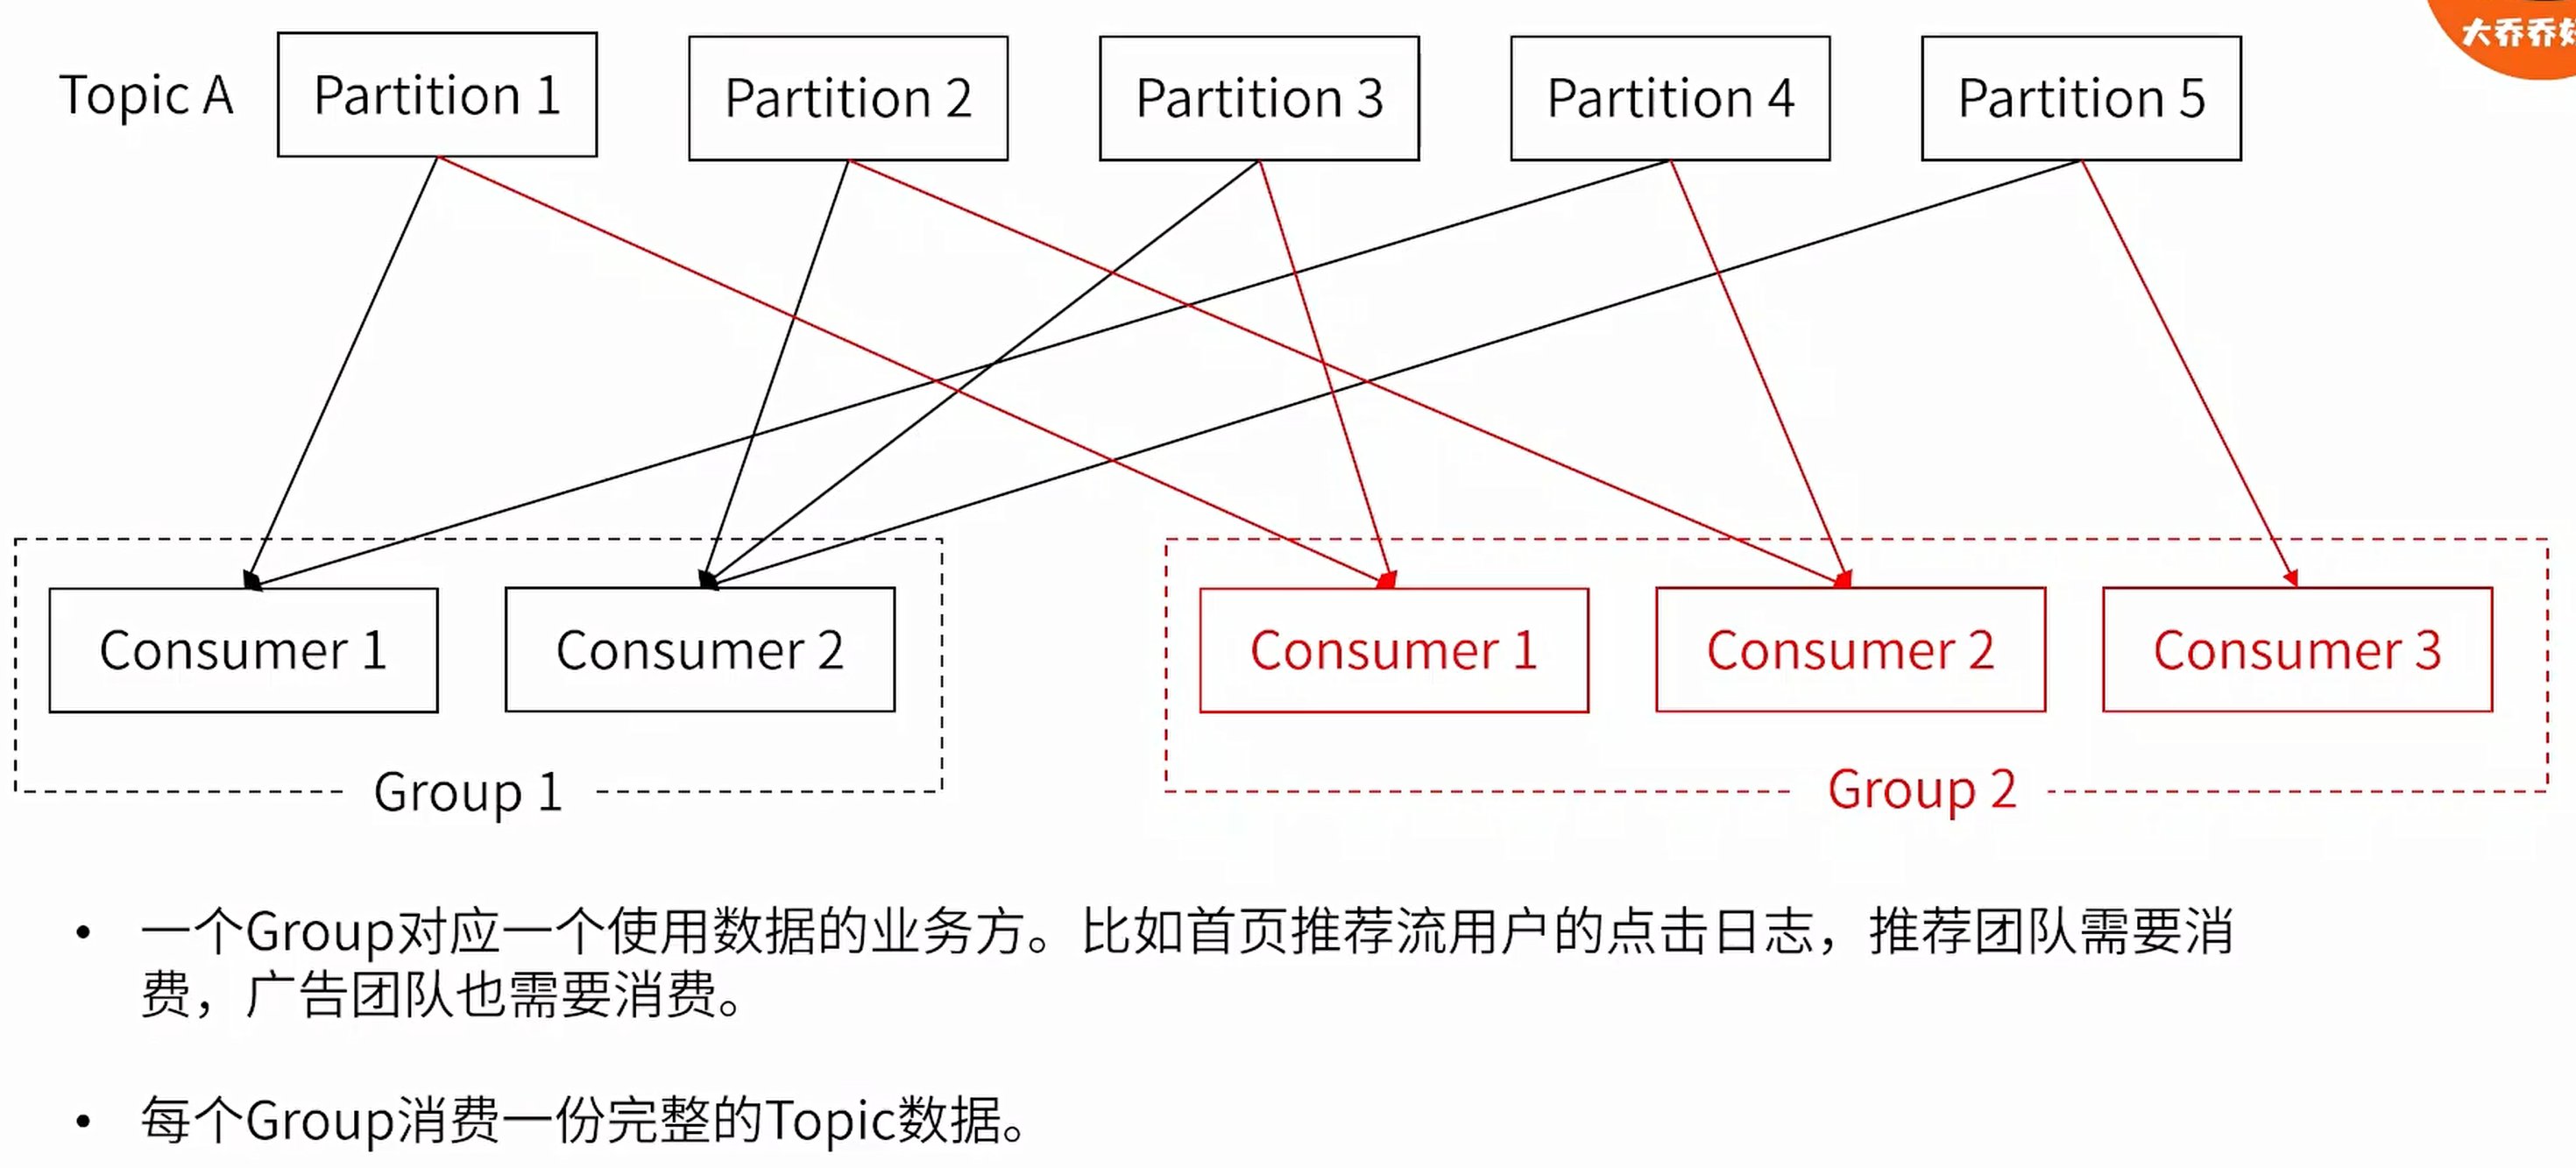 Topic A
Partition 1
Partition 2
Partition 3
Partition 4
Partition 5
大乔乔
Consumer 1
Consumer 2
Group 1
Consumer 1
Consumer 2
Consumer 3
Group 2
• 一个Group对应一个使用数据的业务方。比如首页推荐流用户的点击日志，推荐团队需要消
费，广告团队也需要消费。
• 每个Group消费一份完整的Topic数据。